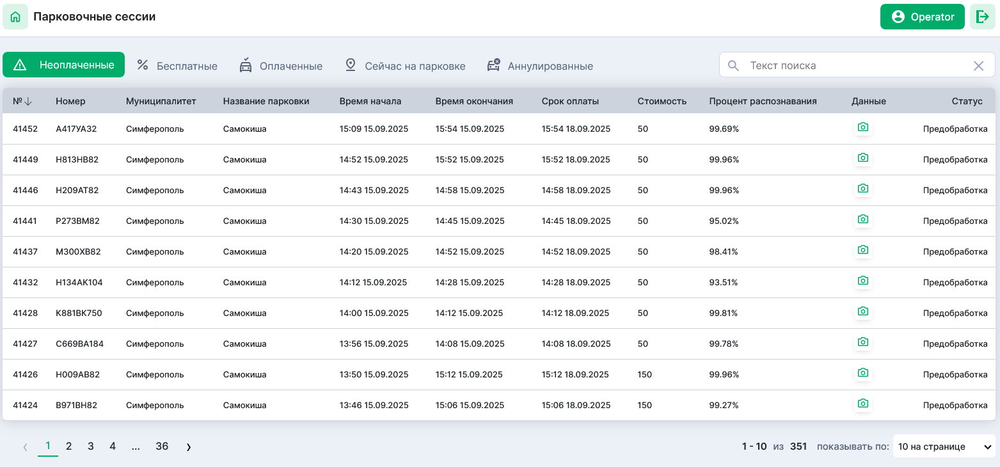 Парковочные сессии
Operator
Неоплаченные Бесплатные Оплаченные Сейчас на парковке Аннулированные Текст поиска
№↓ Номер Муниципалитет Название парковки Время начала Время окончания Срок оплаты Стоимость Процент распознавания Данные Статус
41452 А417УА32 Симферополь Самокиша 15:09 15.09.2025 15:54 15.09.2025 15:54 18.09.2025 50 99.69% Предобработка
41449 Н813НВ82 Симферополь Самокиша 14:52 15.09.2025 15:52 15.09.2025 15:52 18.09.2025 50 99.96% Предобработка
41446 Н209АТ82 Симферополь Самокиша 14:43 15.09.2025 14:58 15.09.2025 14:58 18.09.2025 50 99.96% Предобработка
41441 Р273ВМ82 Симферополь Самокиша 14:30 15.09.2025 14:45 15.09.2025 14:45 18.09.2025 50 95.02% Предобработка
41437 М300ХВ82 Симферополь Самокиша 14:20 15.09.2025 14:52 15.09.2025 14:52 18.09.2025 50 98.41% Предобработка
41432 Н134АК104 Симферополь Самокиша 14:12 15.09.2025 14:28 15.09.2025 14:28 18.09.2025 50 93.51% Предобработка
41428 К881ВК750 Симферополь Самокиша 14:00 15.09.2025 14:12 15.09.2025 14:12 18.09.2025 50 99.81% Предобработка
41427 С669ВА184 Симферополь Самокиша 13:56 15.09.2025 14:08 15.09.2025 14:08 18.09.2025 50 99.78% Предобработка
41426 Н009АВ82 Симферополь Самокиша 13:50 15.09.2025 15:12 15.09.2025 15:12 18.09.2025 150 99.96% Предобработка
41424 В971ВН82 Симферополь Самокиша 13:46 15.09.2025 15:06 15.09.2025 15:06 18.09.2025 150 99.27% Предобработка
‹ 1 2 3 4 ... 36 › 1 - 10 из 351 показывать по: 10 на странице